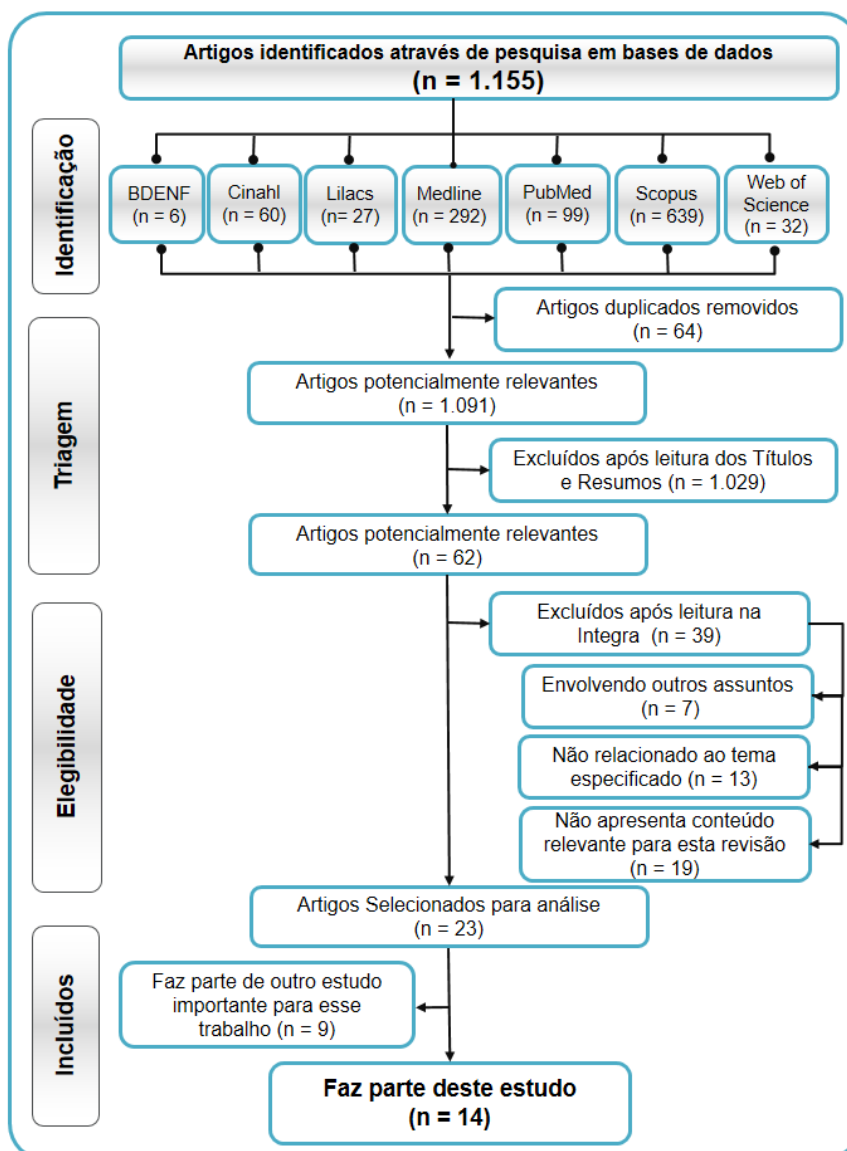 Artigos identificados através de pesquisa em bases de dados
(n = 1.155)
Identificação
BDENF
(n = 6)
Cinahl
(n = 60)
Lilacs
(n= 27)
Medline
(n = 292)
PubMed
(n = 99)
Scopus
(n = 639)
Web of
Science
(n = 32)
Artigos duplicados removidos
(n = 64)
Triagem
Artigos potencialmente relevantes
(n = 1.091)
Excluídos após leitura dos Títulos
e Resumos (n = 1.029)
Artigos potencialmente relevantes
(n = 62)
Elegibilidade
Excluídos após leitura na
Integra (n = 39)
Envolvendo outros assuntos
(n = 7)
Não relacionado ao tema
especificado (n = 13)
Não apresenta conteúdo
relevante para esta revisão
(n = 19)
Artigos Selecionados para análise
(n = 23)
Incluídos
Faz parte de outro estudo
importante para esse
trabalho (n = 9)
Faz parte deste estudo
(n = 14)